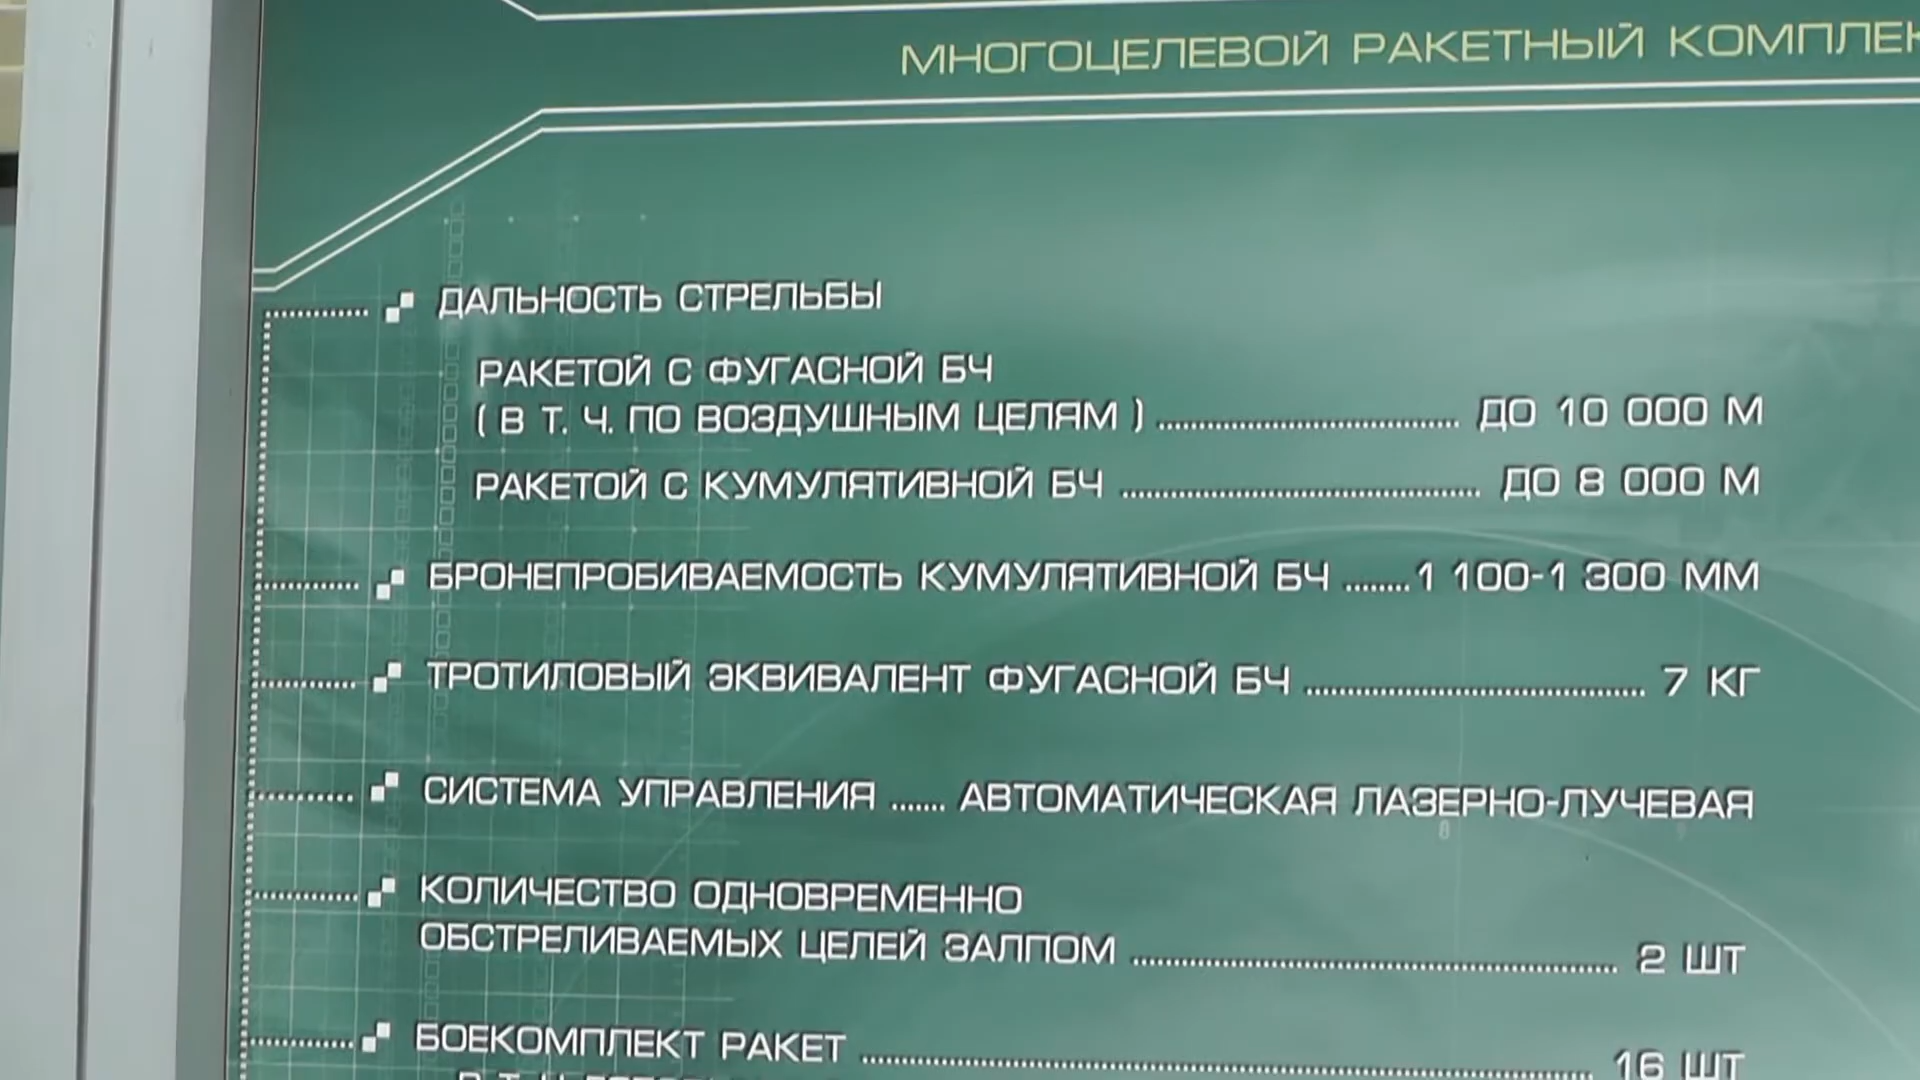 МНОГОЦЕЛЕВОЙ РАКЕТНЫЙ
ДАЛЬНОСТЬ СТРЕЛЬБЫ
РАКЕТОЙ С ФУГАСНОЙ БЧ
( В Т. Ч. ПО ВОЗДУШНЫМ ЦЕЛЯМ ) ДО 10 000 М
РАКЕТОЙ С КУМУЛЯТИВНОЙ БЧ ДО 8 000 М
БРОНЕПРОБИВАЕМОСТЬ КУМУЛЯТИВНОЙ БЧ 1 100-1 300 ММ
ТРОТИЛОВЫЙ ЭКВИВАЛЕНТ ФУГАСНОЙ БЧ 7 КГ
СИСТЕМА УПРАВЛЕНИЯ АВТОМАТИЧЕСКАЯ ЛАЗЕРНО-ЛУЧЕВАЯ
КОЛИЧЕСТВО ОДНОВРЕМЕННО
ОБСТРЕЛИВАЕМЫХ ЦЕЛЕЙ ЗАЛПОМ 2 ШТ
БОЕКОМПЛЕКТ РАКЕТ 16 ШТ